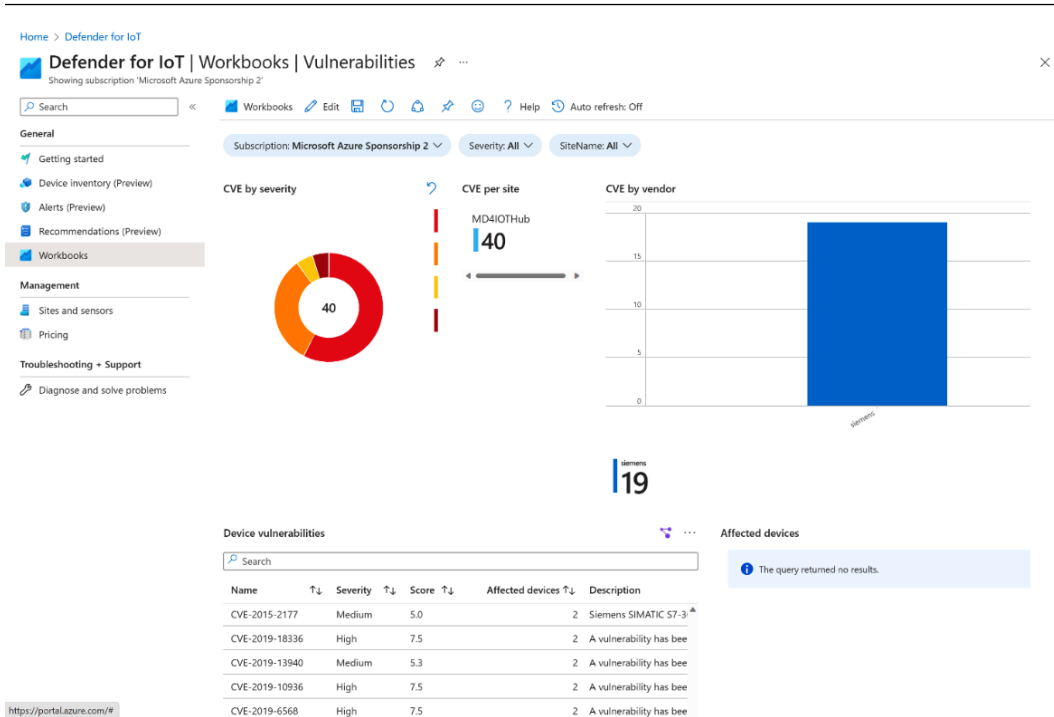 Home > Defender for IoT
Defender for IoT | Workbooks | Vulnerabilities
Showing subscription 'Microsoft Azure Sponsorship 2'
Search
General
Getting started
Device inventory (Preview)
Alerts (Preview)
Recommendations (Preview)
Workbooks
Management
Sites and sensors
Pricing
Troubleshooting + Support
Diagnose and solve problems
Workbooks Edit ? Help Auto refresh: Off
Subscription: Microsoft Azure Sponsorship 2 Severity: All SiteName: All
CVE by severity
40
CVE per site
MD4IOTHub
40
CVE by vendor
20
15
10
5
0
siemens
siemens
19
Device vulnerabilities
Search
Name Severity Score Affected devices Description
CVE-2015-2177 Medium 5.0 2 Siemens SIMATIC S7-3
CVE-2019-18336 High 7.5 2 A vulnerability has bee
CVE-2019-13940 Medium 5.3 2 A vulnerability has bee
CVE-2019-10936 High 7.5 2 A vulnerability has bee
CVE-2019-6568 High 7.5 2 A vulnerability has bee
Affected devices
The query returned no results.
https://portal.azure.com/#